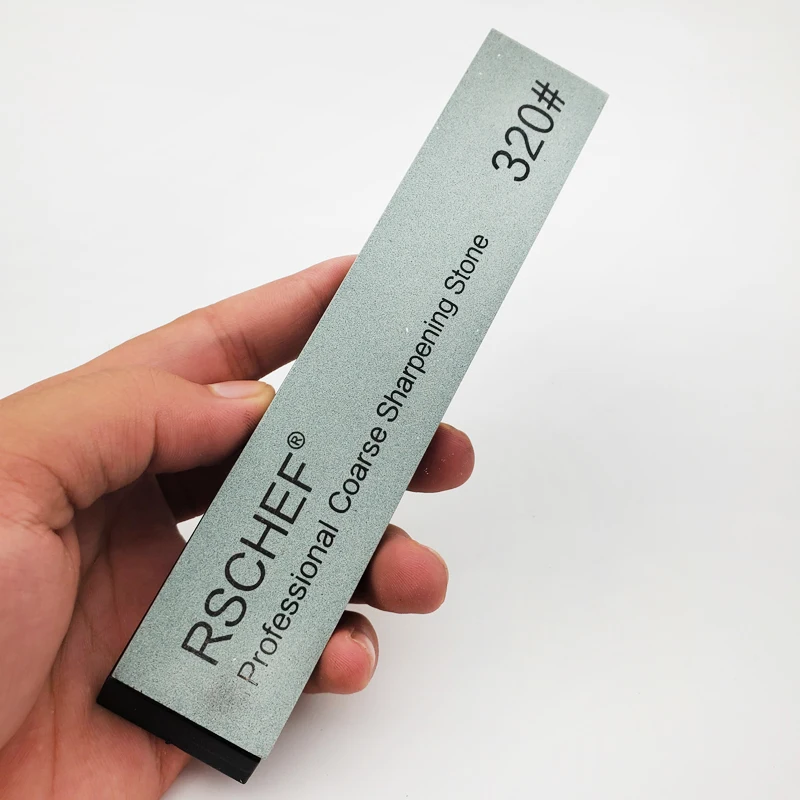 RSCHEF®
Professional Coarse Sharpening Stone
320#